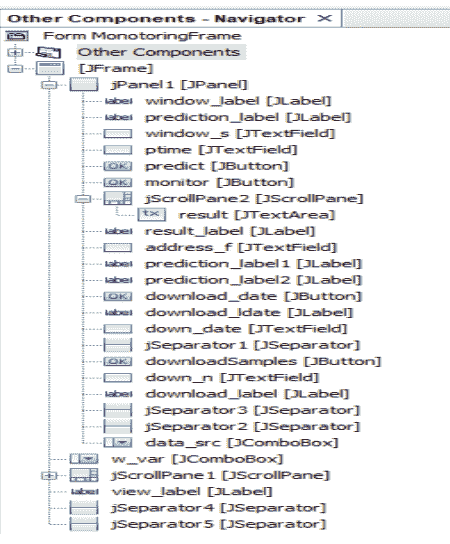 Other Components - Navigator ×
Form MonotoringFrame
Other Components
[JFrame]
jPanel1 [JPanel]
label window_label [JLabel]
label prediction_label [JLabel]
window_s [JTextField]
ptime [JTextField]
OK predict [JButton]
OK monitor [JButton]
jScrollPane2 [JScrollPane]
tx result [JTextArea]
label result_label [JLabel]
address_f [JTextField]
label prediction_label1 [JLabel]
label prediction_label2 [JLabel]
OK download_date [JButton]
label download_ldate [JLabel]
down_date [JTextField]
jSeparator1 [JSeparator]
OK downloadSamples [JButton]
down_n [JTextField]
label download_label [JLabel]
jSeparator3 [JSeparator]
jSeparator2 [JSeparator]
data_src [JComboBox]
w_var [JComboBox]
jScrollPane1 [JScrollPane]
label view_label [JLabel]
jSeparator4 [JSeparator]
jSeparator5 [JSeparator]